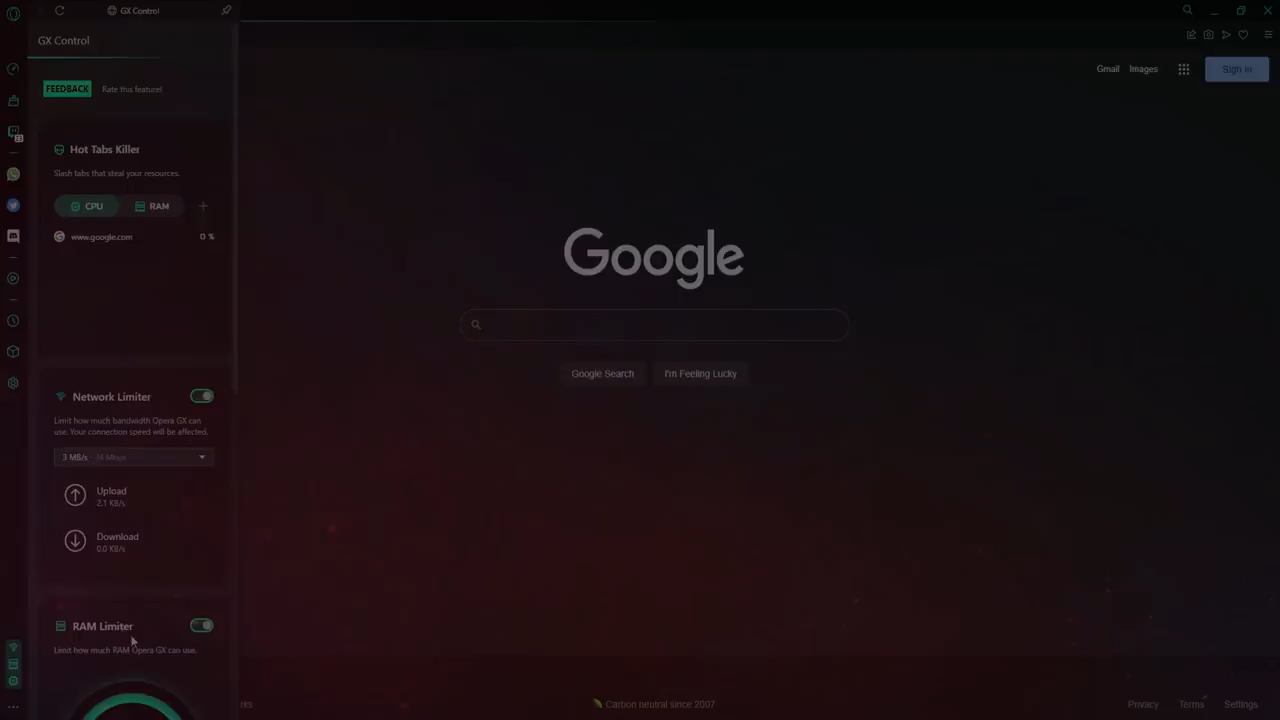 GX Control
GX Control
Gmail Images Sign in
FEEDBACK Rate this feature!
Hot Tabs Killer
Slash tabs that steal your resources.
CPU RAM
www.google.com 0 %
Google
Google Search I'm Feeling Lucky
Network Limiter
Limit how much bandwidth Opera GX can
use. Your connection speed will be affected.
3 MB/s
Upload
2.1 KB/s
Download
0.0 KB/s
RAM Limiter
Limit how much RAM Opera GX can use.
Carbon neutral since 2007
Privacy Terms Settings